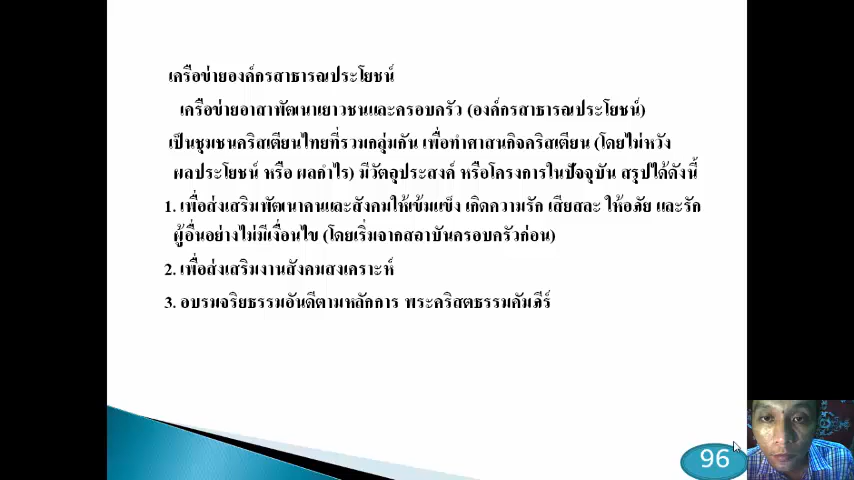 เครือข่ายองค์กรสาธารณประโยชน์
เครือข่ายอาสาพัฒนาเยาวชนและครอบครัว (องค์กรสาธารณประโยชน์)
เป็นชุมชนคริสเตียนไทยที่รวมกลุ่มกัน เพื่อทำศาสนกิจคริสเตียน (โดยไม่หวัง
ผลประโยชน์ หรือ ผลกำไร) มีวัตถุประสงค์ หรือโครงการในปัจจุบัน สรุปได้ดังนี้
1. เพื่อส่งเสริมพัฒนาคนและสังคมให้เข้มแข็ง เกิดความรัก เสียสละ ให้อภัย และรัก
ผู้อื่นอย่างไม่มีเงื่อนไข (โดยเริ่มจากสถาบันครอบครัวก่อน)
2. เพื่อส่งเสริมงานสังคมสงเคราะห์
3. อบรมจริยธรรมอันดีตามหลักการ พระคริสตธรรมคัมภีร์
96